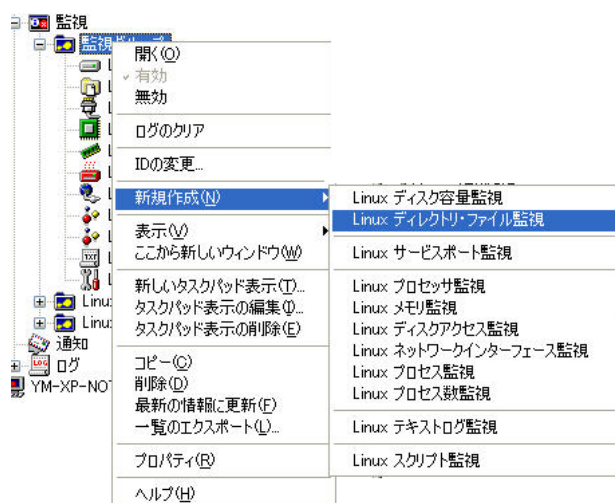 監視
監視グループ
開く(O)
有効
無効
ログのクリア
IDの変更...
新規作成(N)
表示(V)
ここから新しいウィンドウ(W)
新しいタスクパッド表示(T)...
タスクパッド表示の編集(I)...
タスクパッド表示の削除(E)
コピー(C)
削除(D)
最新の情報に更新(F)
一覧のエクスポート(L)...
プロパティ(R)
ヘルプ(H)
Linux ディスク容量監視
Linux ディレクトリ・ファイル監視
Linux サービスポート監視
Linux プロセッサ監視
Linux メモリ監視
Linux ディスクアクセス監視
Linux ネットワークインターフェース監視
Linux プロセス監視
Linux プロセス数監視
Linux テキストログ監視
Linux スクリプト監視
通知
ログ